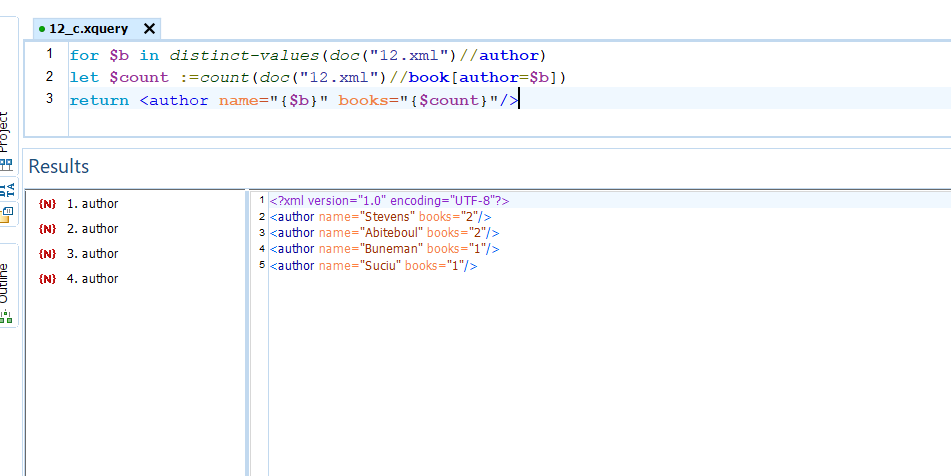 12_c.xquery
1 for $b in distinct-values(doc("12.xml")//author)
2 let $count :=count(doc("12.xml")//book[author=$b])
3 return <author name="{$b}" books="{$count}"/>
Project
DI
TA
Outline
Results
{N} 1. author
{N} 2. author
{N} 3. author
{N} 4. author
1 <?xml version="1.0" encoding="UTF-8"?>
2 <author name="Stevens" books="2"/>
3 <author name="Abiteboul" books="2"/>
4 <author name="Buneman" books="1"/>
5 <author name="Suciu" books="1"/>